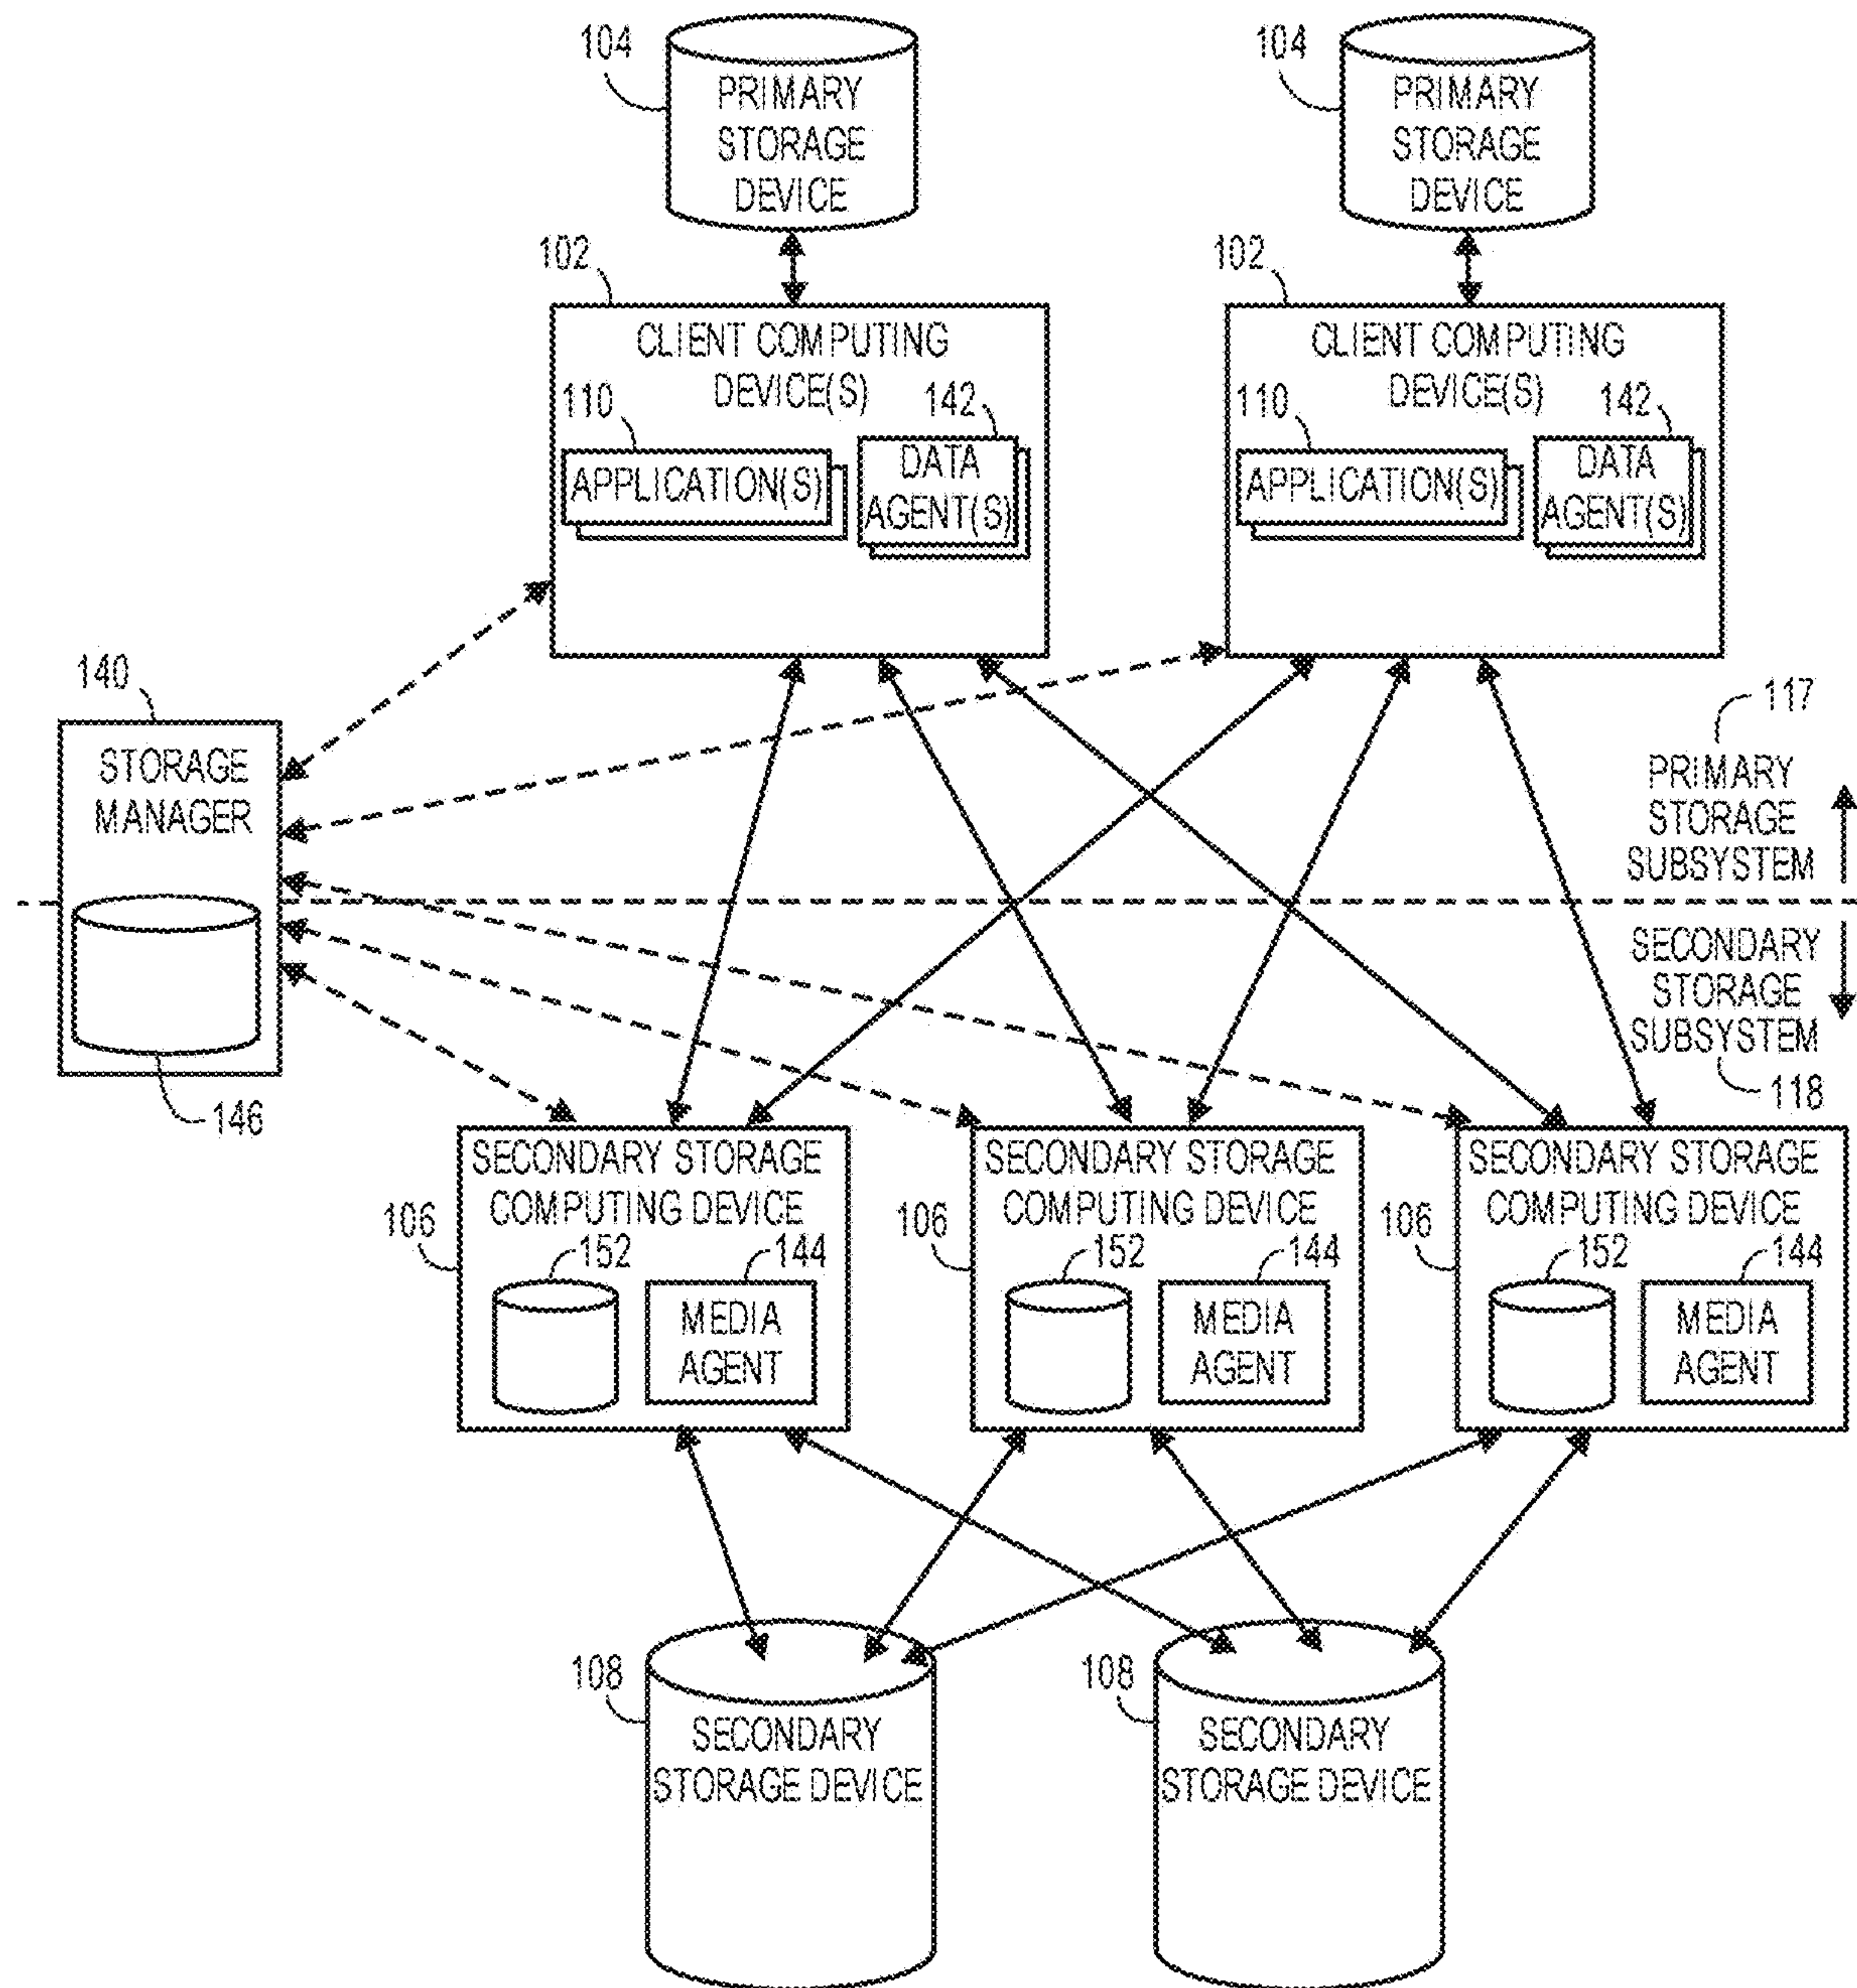 104
PRIMARY
STORAGE
DEVICE
104
PRIMARY
STORAGE
DEVICE
102
CLIENT COMPUTING
DEVICE(S)
110
142
APPLICATION(S)
DATA
AGENT(S)
102
CLIENT COMPUTING
DEVICE(S)
110
142
APPLICATION(S)
DATA
AGENT(S)
140
STORAGE
MANAGER
146
117
PRIMARY
STORAGE
SUBSYSTEM
SECONDARY
STORAGE
SUBSYSTEM
118
106
SECONDARY STORAGE
COMPUTING DEVICE
152
144
MEDIA
AGENT
106
SECONDARY STORAGE
COMPUTING DEVICE
152
144
MEDIA
AGENT
106
SECONDARY STORAGE
COMPUTING DEVICE
152
144
MEDIA
AGENT
108
SECONDARY
STORAGE DEVICE
108
SECONDARY
STORAGE DEVICE